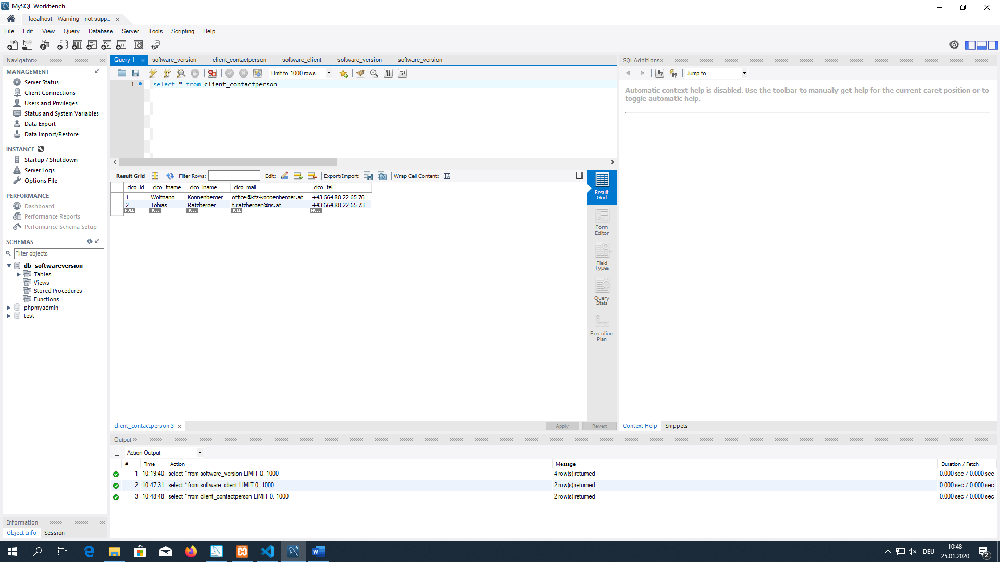 MySQL Workbench
localhost - Warning - not supp...
File Edit View Query Database Server Tools Scripting Help
Navigator
MANAGEMENT
Server Status
Client Connections
Users and Privileges
Status and System Variables
Data Export
Data Import/Restore
INSTANCE
Startup / Shutdown
Server Logs
Options File
PERFORMANCE
Dashboard
Performance Reports
Performance Schema Setup
SCHEMAS
Filter objects
db_softwareversion
Tables
Views
Stored Procedures
Functions
phpmyadmin
test
Information
Object Info Session
Query 1 software_version client_contactperson software_client software_version software_version
Limit to 1000 rows
1 select * from client_contactperson
Result Grid Filter Rows: Edit: Export/Import: Wrap Cell Content:
clco_id clco_fname clco_lname clco_mail clco_tel
1 Wolfgang Koppenberger office@kfz-koppenberger.at +43 664 88 22 65 76
2 Tobias Ratzberger t.ratzberger@ris.at +43 664 88 22 65 73
NULL NULL NULL NULL NULL
Result Grid
Form Editor
Field Types
Query Stats
Execution Plan
client_contactperson 3 Apply Revert
SQLAdditions
Jump to
Automatic context help is disabled. Use the toolbar to manually get help for the current caret position or to
toggle automatic help.
Context Help Snippets
Output
Action Output
# Time Action Message Duration / Fetch
1 10:19:40 select * from software_version LIMIT 0, 1000 4 row(s) returned 0.000 sec / 0.000 sec
2 10:47:31 select * from software_client LIMIT 0, 1000 2 row(s) returned 0.000 sec / 0.000 sec
3 10:48:48 select * from client_contactperson LIMIT 0, 1000 2 row(s) returned 0.000 sec / 0.000 sec
DEU 10:48
25.01.2020
2